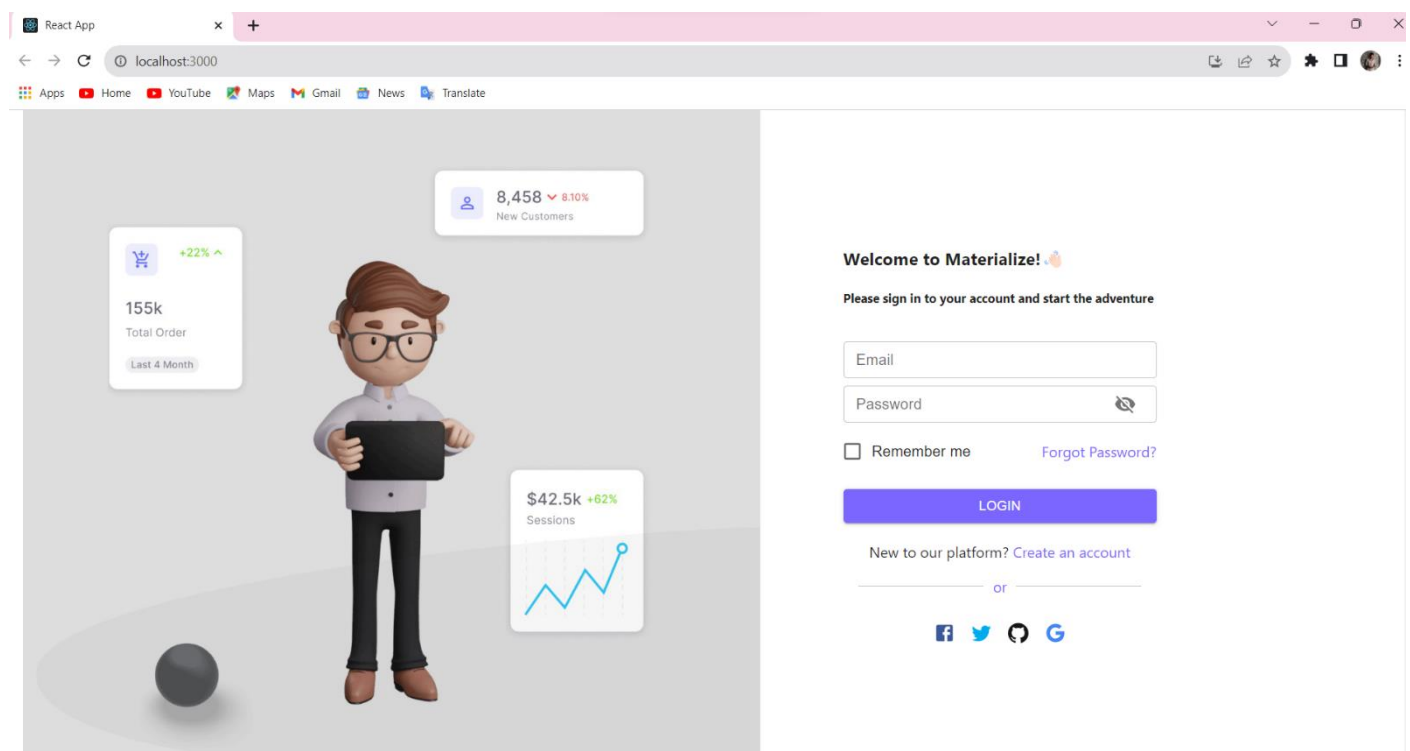 React App
localhost:3000
Apps Home YouTube Maps Gmail News Translate
8,458 8.10%
New Customers
+22%
155k
Total Order
Last 4 Month
$42.5k +62%
Sessions
Welcome to Materialize!👋🏻
Please sign in to your account and start the adventure
Email
Password
Remember me Forgot Password?
LOGIN
New to our platform? Create an account
or